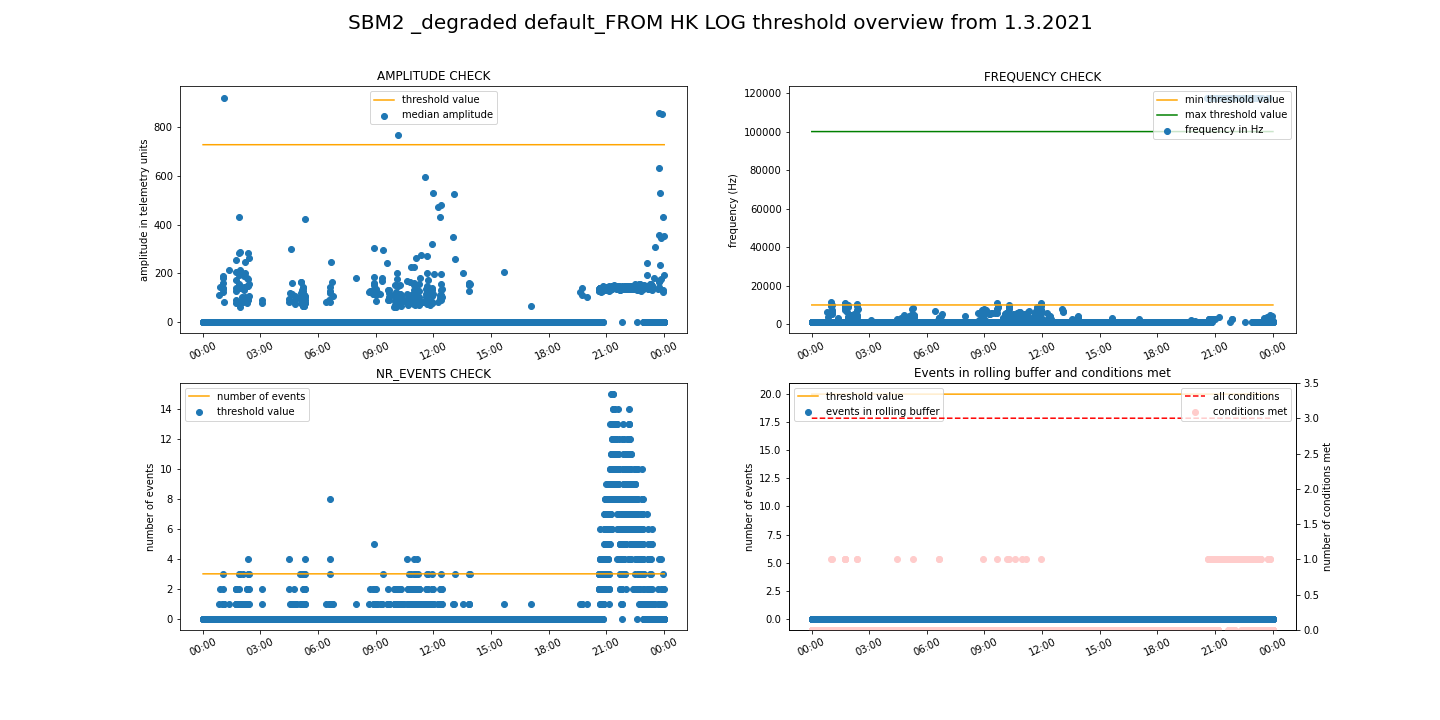 SBM2 _degraded default_FROM HK LOG threshold overview from 1.3.2021
AMPLITUDE CHECK
threshold value
median amplitude
amplitude in telemetry units
800
600
400
200
0
00:00 03:00 06:00 09:00 12:00 15:00 18:00 21:00 00:00
FREQUENCY CHECK
min threshold value
max threshold value
frequency in Hz
frequency (Hz)
120000
100000
80000
60000
40000
20000
0
00:00 03:00 06:00 09:00 12:00 15:00 18:00 21:00 00:00
NR_EVENTS CHECK
number of events
threshold value
number of events
14
12
10
8
6
4
2
0
00:00 03:00 06:00 09:00 12:00 15:00 18:00 21:00 00:00
Events in rolling buffer and conditions met
threshold value
events in rolling buffer
all conditions
conditions met
number of events
20.0
17.5
15.0
12.5
10.0
7.5
5.0
2.5
0.0
3.5
3.0
2.5
2.0
1.5
1.0
0.5
0.0
number of conditions met
00:00 03:00 06:00 09:00 12:00 15:00 18:00 21:00 00:00